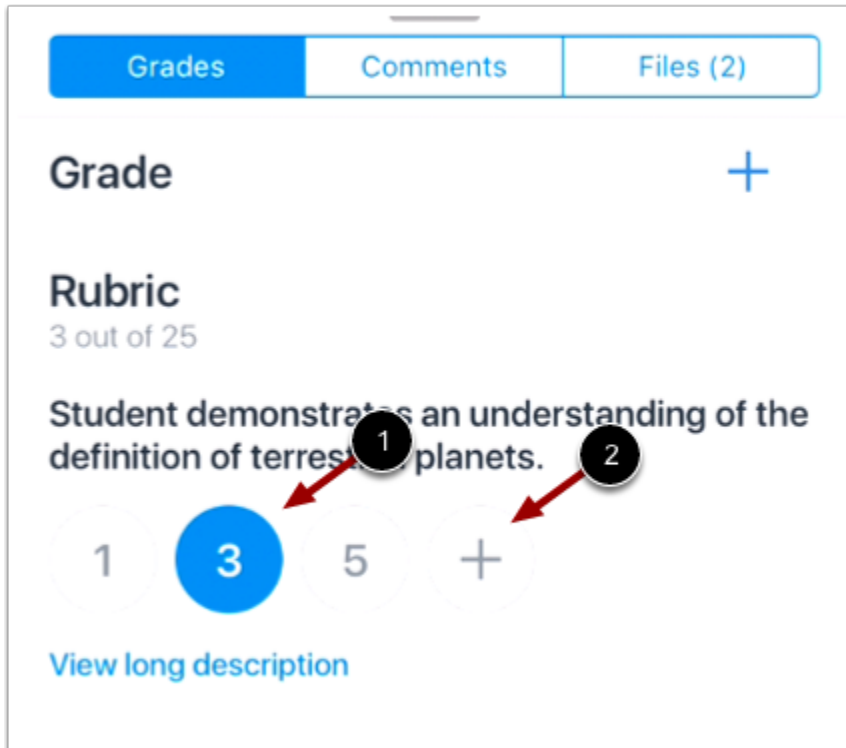 Grades Comments Files (2)
Grade +
Rubric
3 out of 25
Student demonstrates an understanding of the
definition of terrestrial planets.
1 2
1 3 5 +
View long description